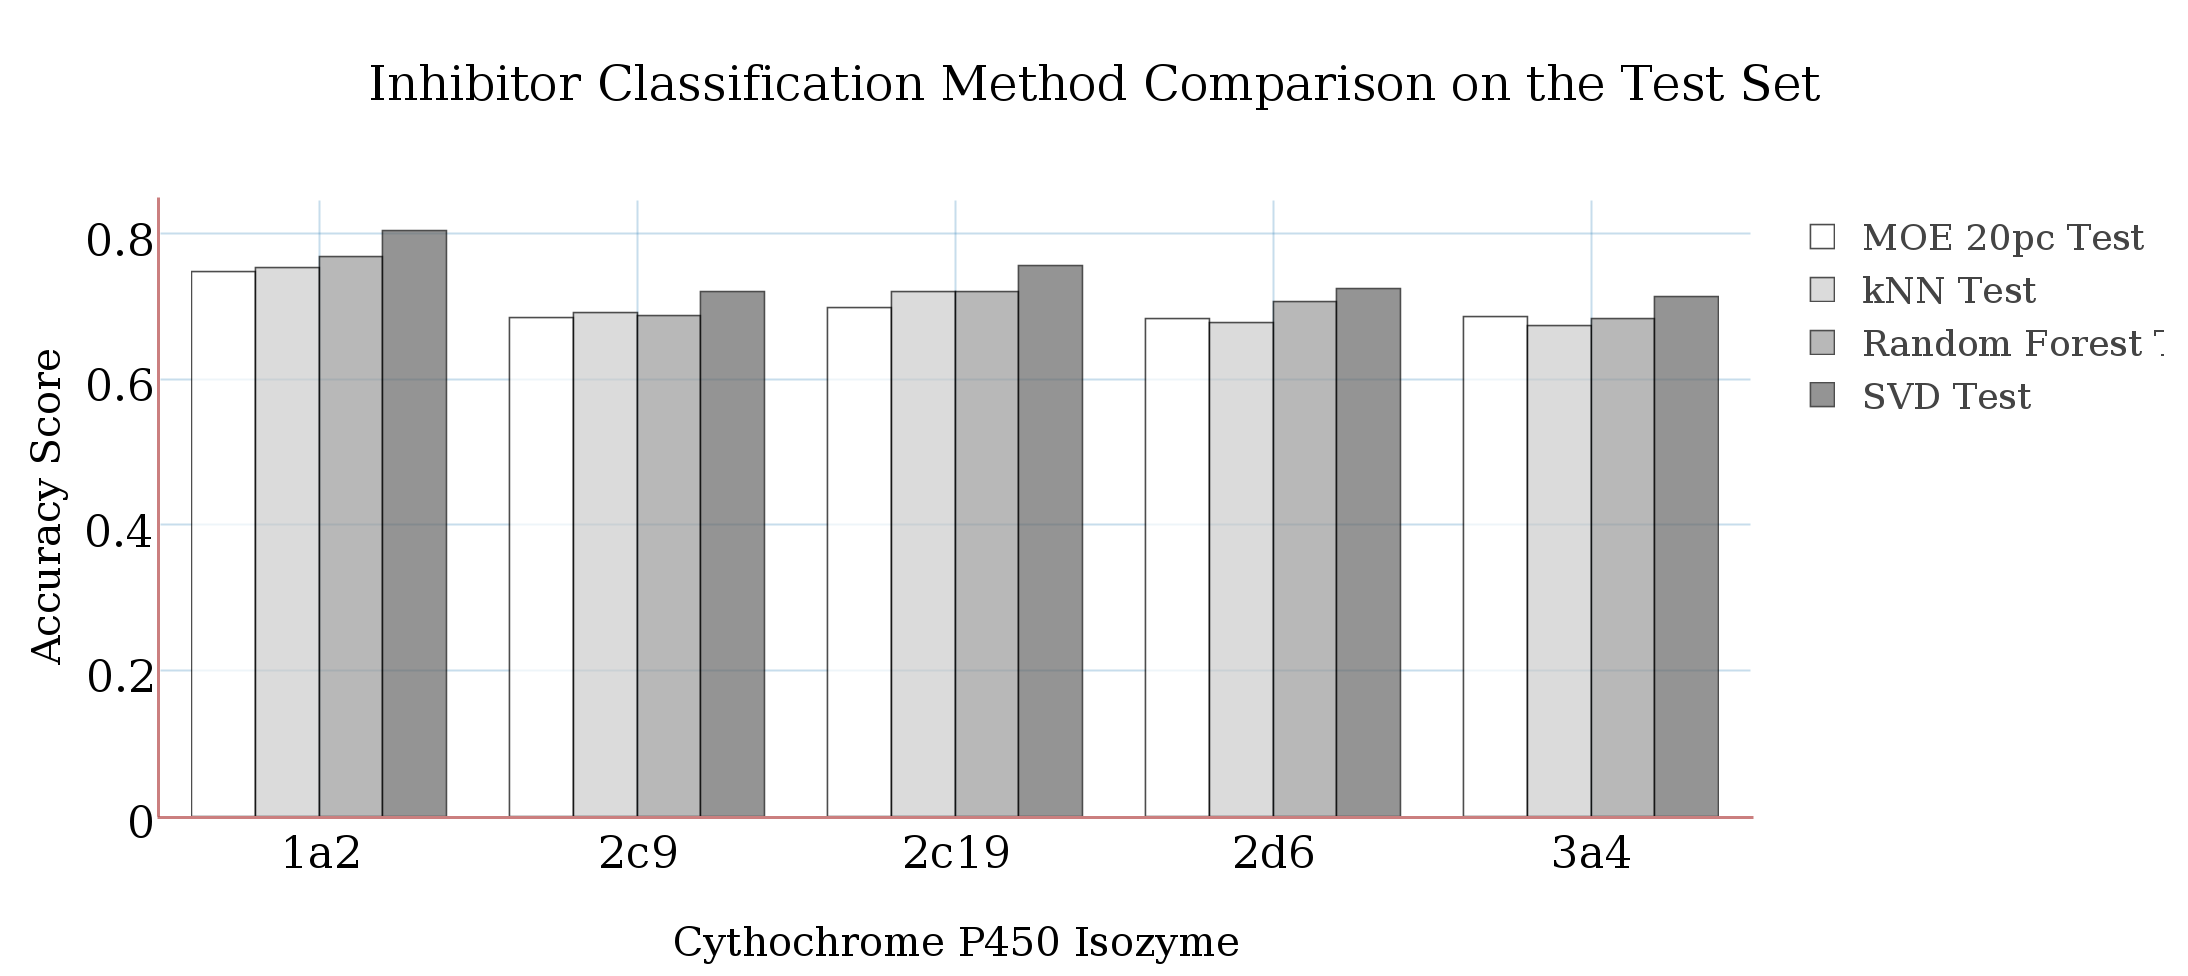 Inhibitor Classification Method Comparison on the Test Set
MOE 20pc Test
kNN Test
Random Forest
SVD Test
Accuracy Score
0.8
0.6
0.4
0.2
0
1a2
2c9
2c19
2d6
3a4
Cythochrome P450 Isozyme